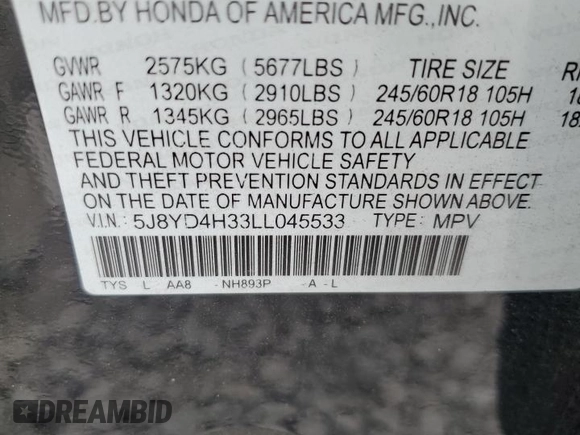 MFD.BY HONDA OF AMERICA MFG.,INC.
GVWR 2575KG (5677LBS) TIRE SIZE
GAWR F 1320KG (2910LBS) 245/60R18 105H
GAWR R 1345KG (2965LBS) 245/60R18 105H 18
THIS VEHICLE CONFORMS TO ALL APPLICABLE
FEDERAL MOTOR VEHICLE SAFETY
AND THEFT PREVENTION STANDARDS IN EFFECT
ON THE DATE OF MANUFACTURE SHOWN ABOVE.
V.I.N.: 5J8YD4H33LL045533 TYPE: MPV
TYS L AA8 -NH893P -A -L
DREAMBID